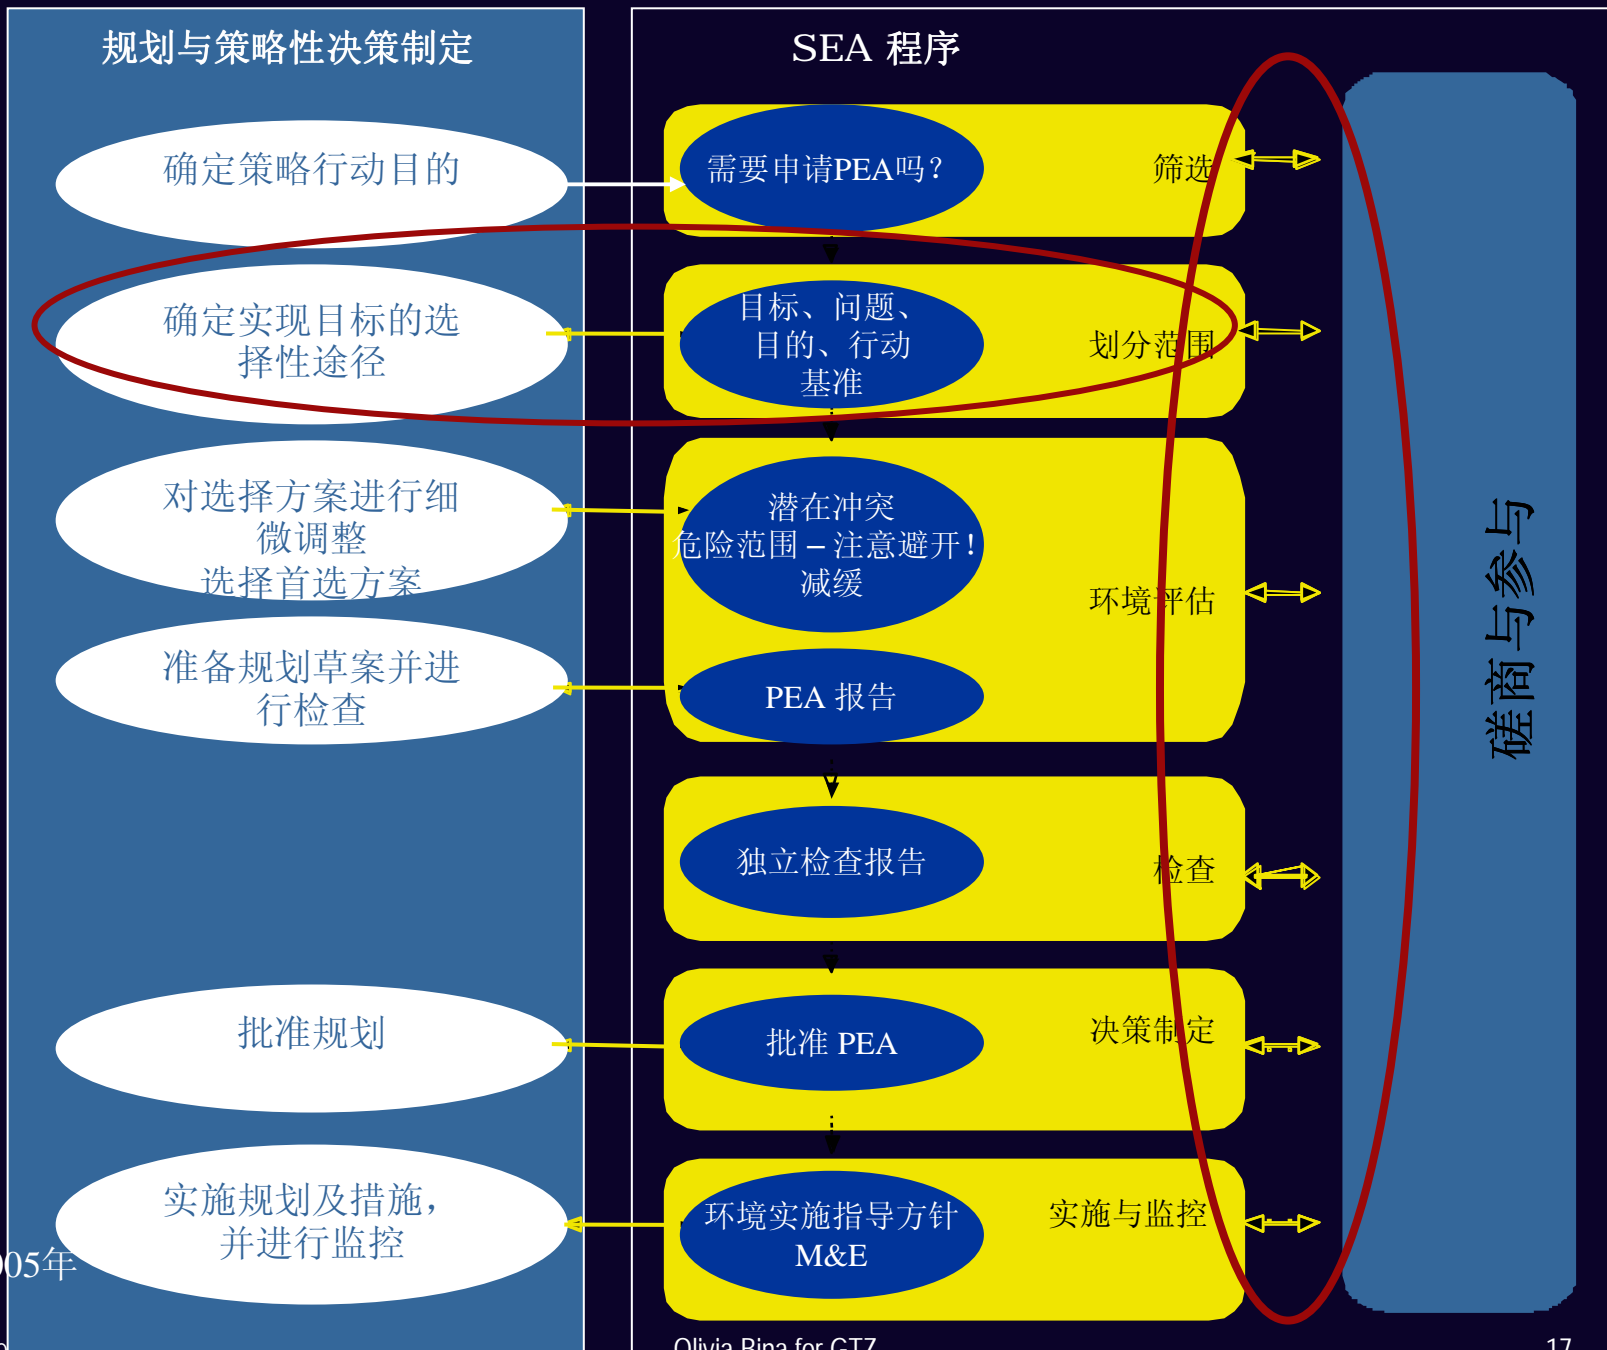 规划与策略性决策制定
确定策略行动目的
确定实现目标的选
择性途径
对选择方案进行细
微调整
选择首选方案
准备规划草案并进
行检查
批准规划
实施规划及措施，
并进行监控
SEA 程序
需要申请PEA吗？
筛选
目标、问题、
目的、行动
基准
划分范围
潜在冲突
危险范围 – 注意避开！
减缓
环境评估
PEA 报告
独立检查报告
检查
批准 PEA
决策制定
环境实施指导方针
M&E
实施与监控
磋商与参与
05年
Olivia Bina for GTZ
17